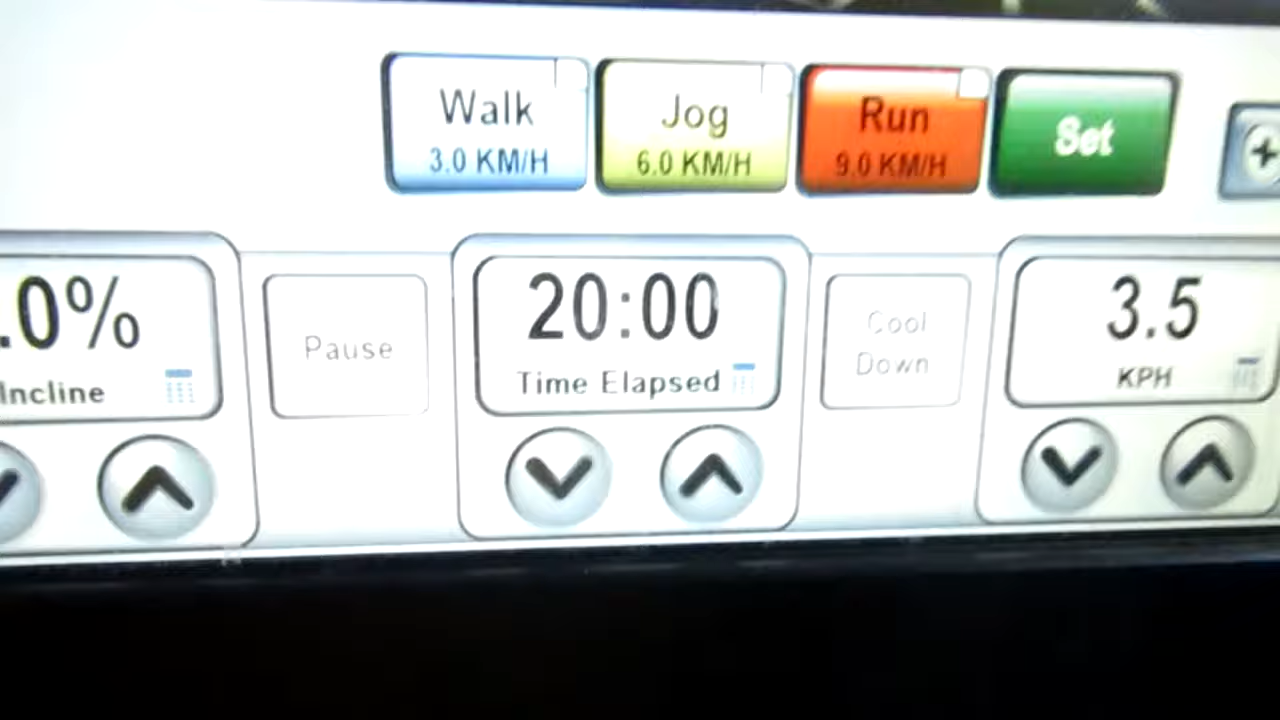 Walk
3.0 KM/H
Jog
6.0 KM/H
Run
9.0 KM/H
Set
.0%
Incline
Pause
20:00
Time Elapsed
Cool
Down
3.5
KPH